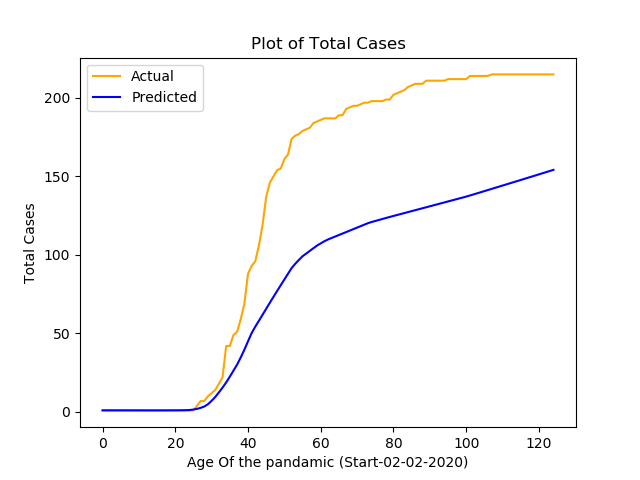 Plot of Total Cases
Actual
Predicted
200
150
100
50
0
Total Cases
0 20 40 60 80 100 120
Age Of the pandamic (Start-02-02-2020)